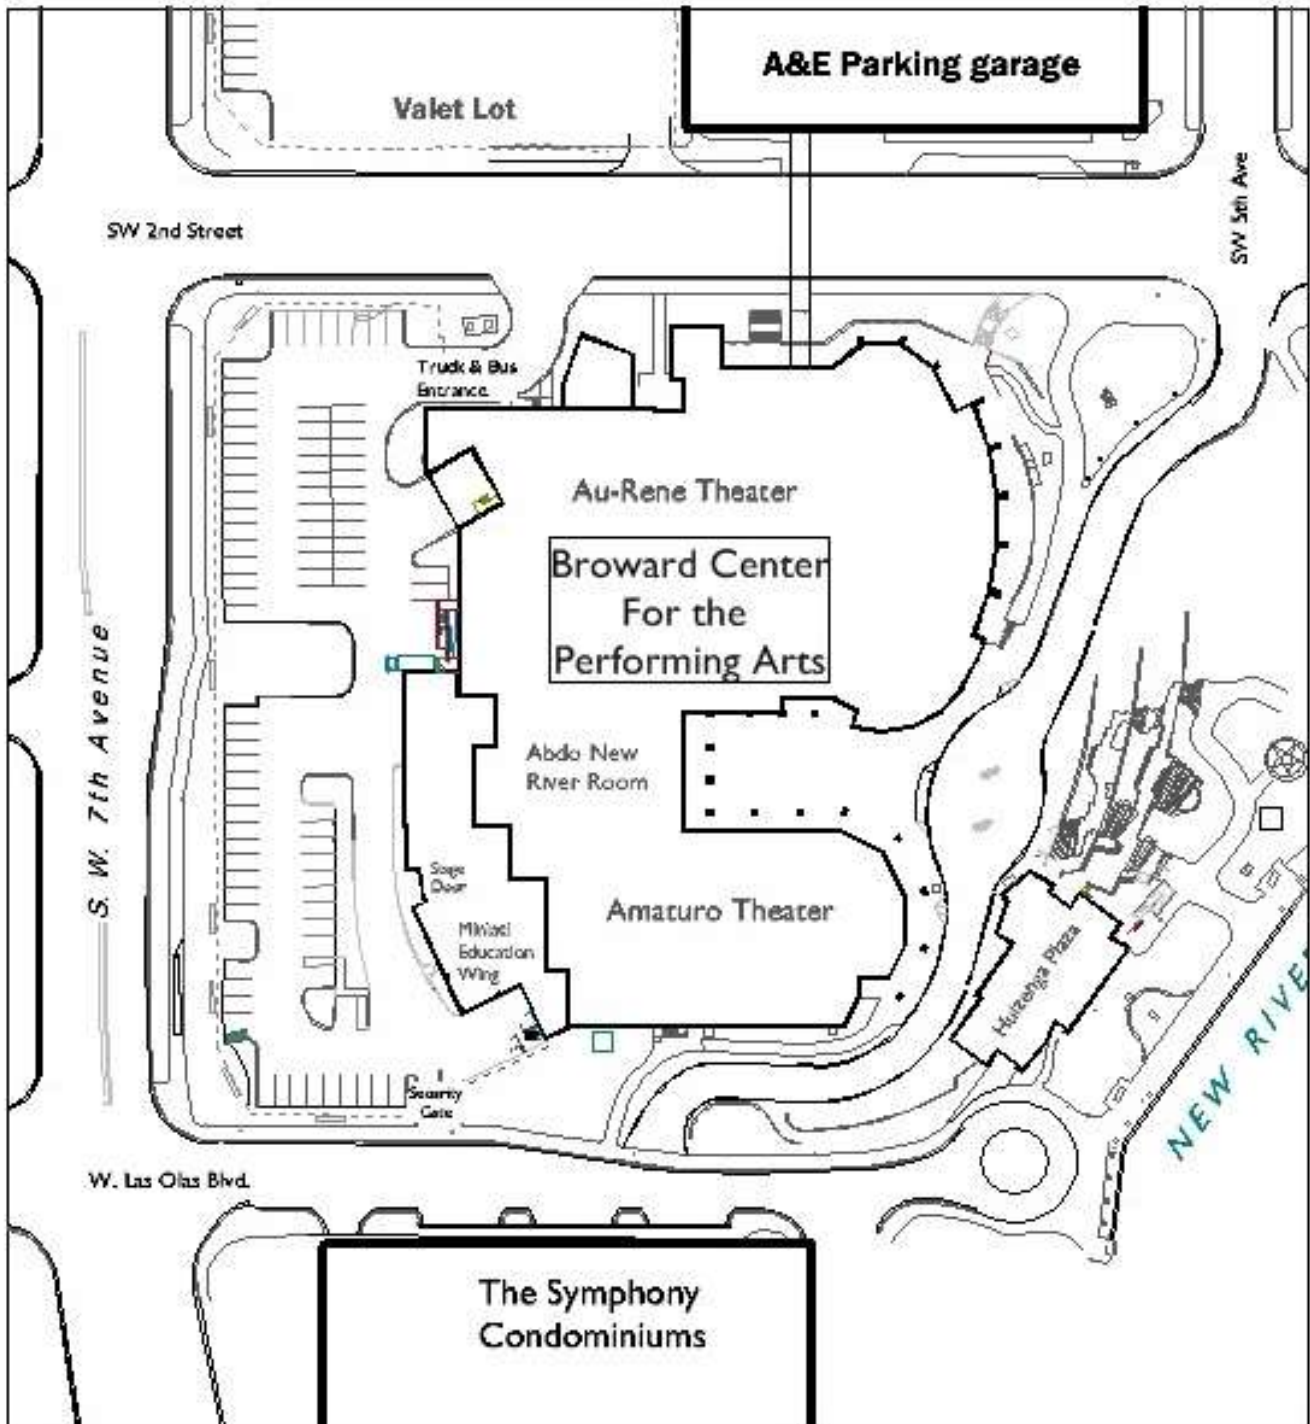 A&E Parking garage
Valet Lot
SW 5th Ave
SW 2nd Street
Truck & Bus
Entrance
Au-Rene Theater
Broward Center
For the
Performing Arts
S. W. 7th Avenue
Abdo New
River Room
Stage
Door
Amaturo Theater
Miniaci
Education
Wing
Huizenga Plaza
NEW RIVER
Security
Gate
W. Las Olas Blvd.
The Symphony
Condominiums